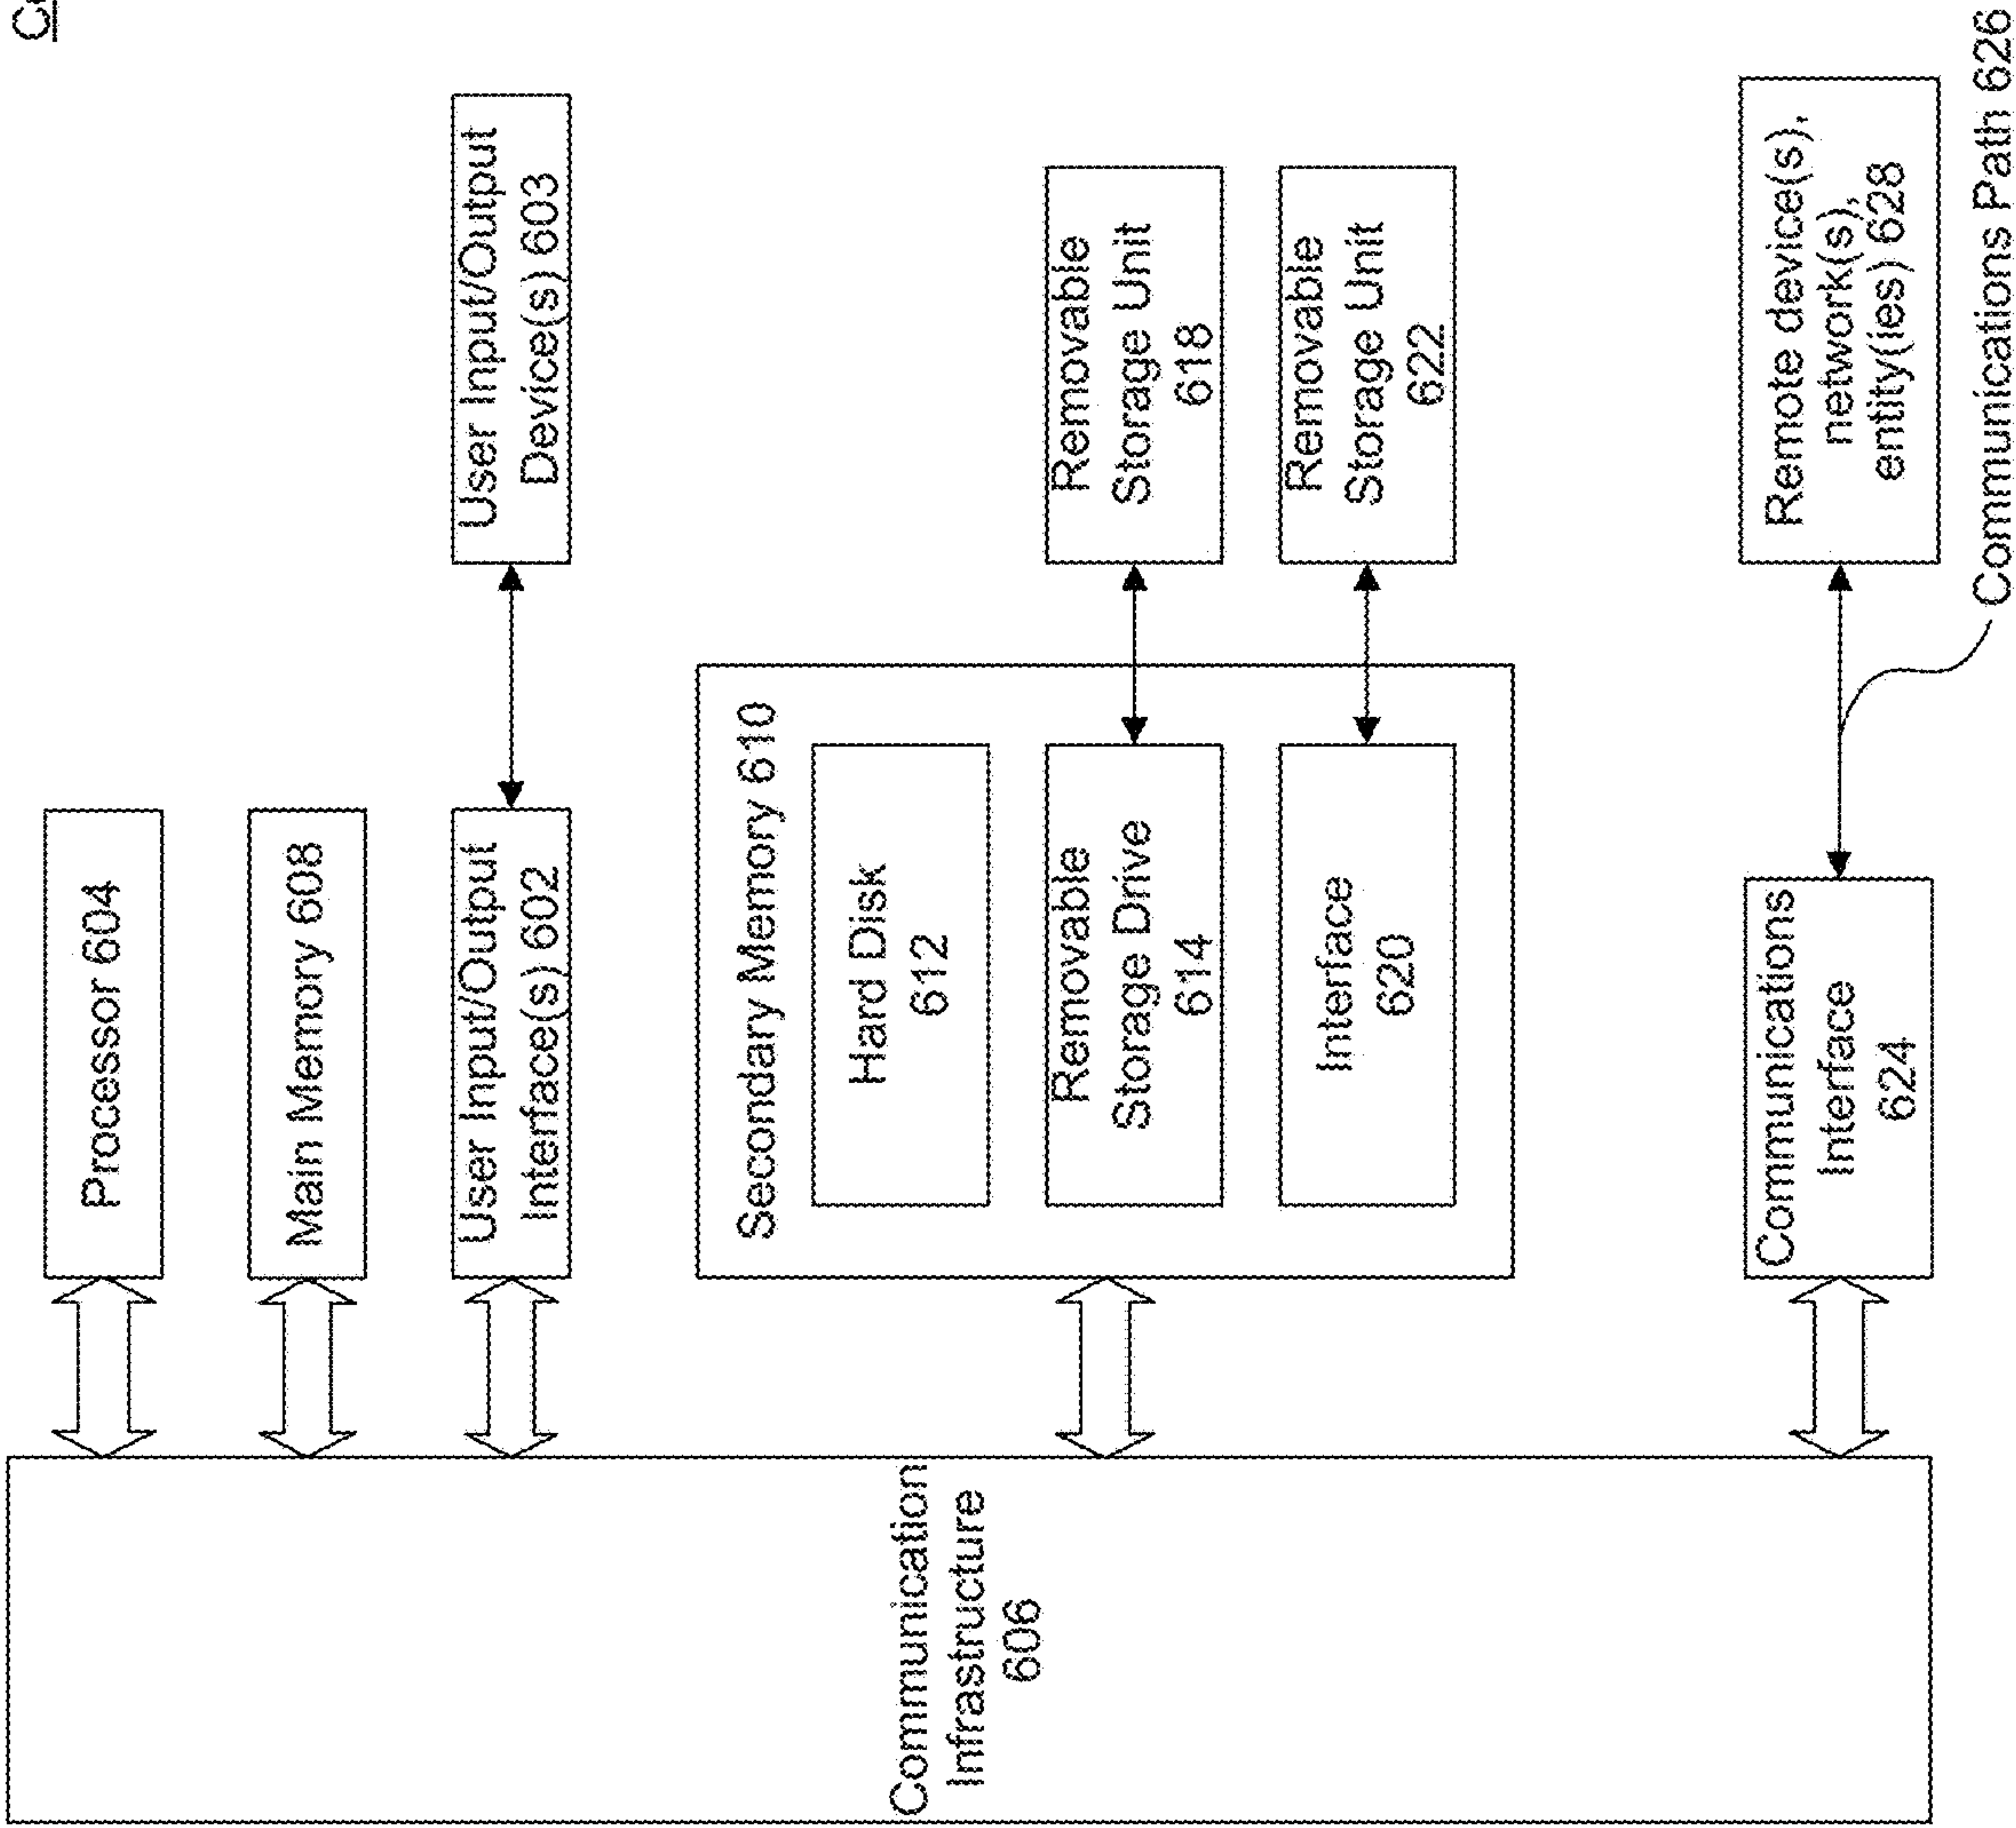 Processor 604
Main Memory 608
User Input/Output
Interface(s) 602
User Input/Output
Device(s) 603
Secondary Memory 610
Hard Disk
612
Removable
Storage Drive
614
Removable
Storage Unit
618
Interface
620
Removable
Storage Unit
622
Communication
Infrastructure
606
Communications
Interface
624
Remote device(s),
network(s),
entity(ies) 628
Communications Path 626